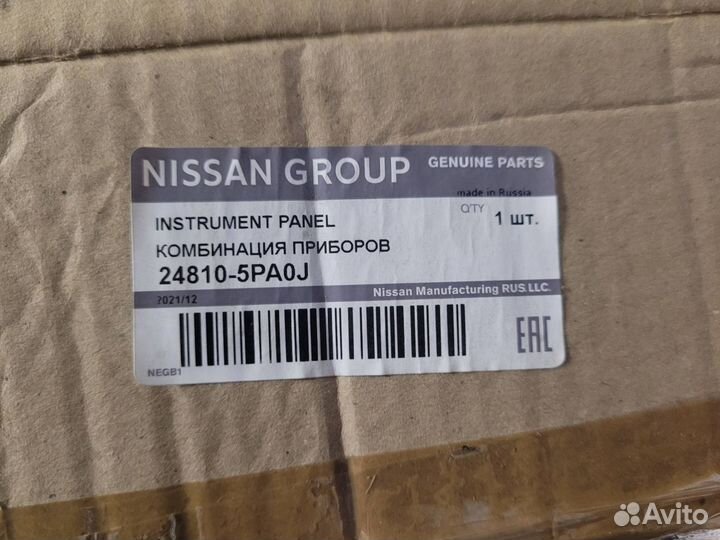 NISSAN GROUP
GENUINE PARTS
made in Russia
INSTRUMENT PANEL
QTY 1 шт.
КОМБИНАЦИЯ ПРИБОРОВ
24810-5PA0J
2021/12
Nissan Manufacturing RUS.LLC.
NEGB1
EAC
Avito